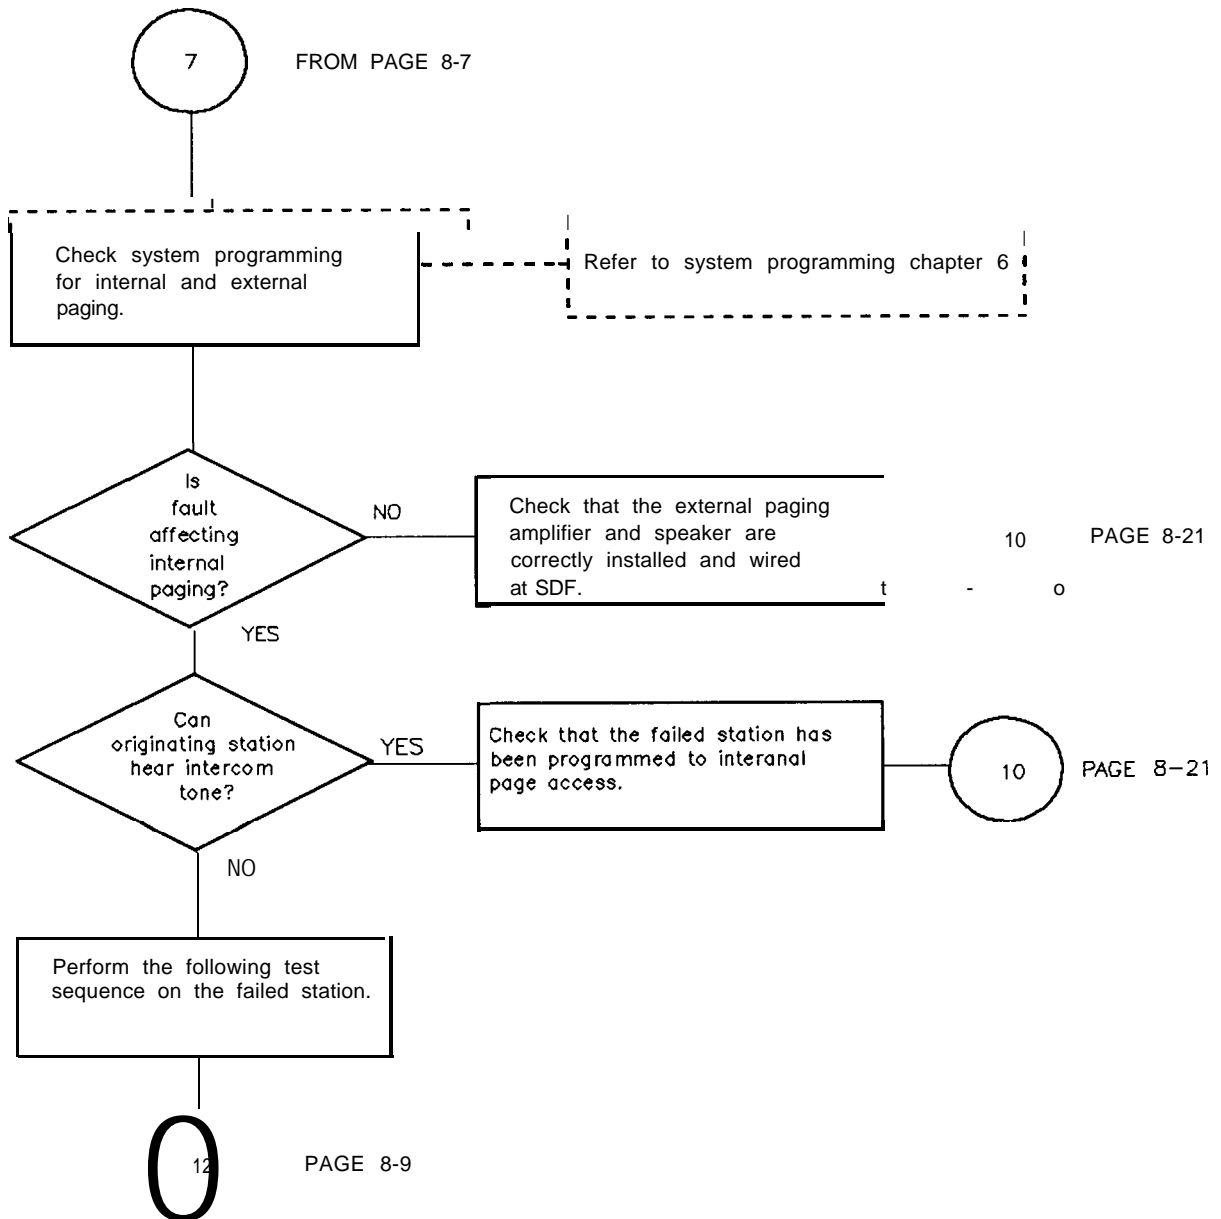 7
FROM PAGE 8-7
Check system programming
for internal and external
paging.
Refer to system programming chapter 6
Is
fault
affecting
internal
paging?
NO
Check that the external paging
amplifier and speaker are
correctly installed and wired
at SDF.
10
PAGE 8-21
t - o
YES
Can
originating station
hear intercom
tone?
YES
Check that the failed station has
been programmed to interanal
page access.
10
PAGE 8-21
NO
Perform the following test
sequence on the failed station.
12
PAGE 8-9